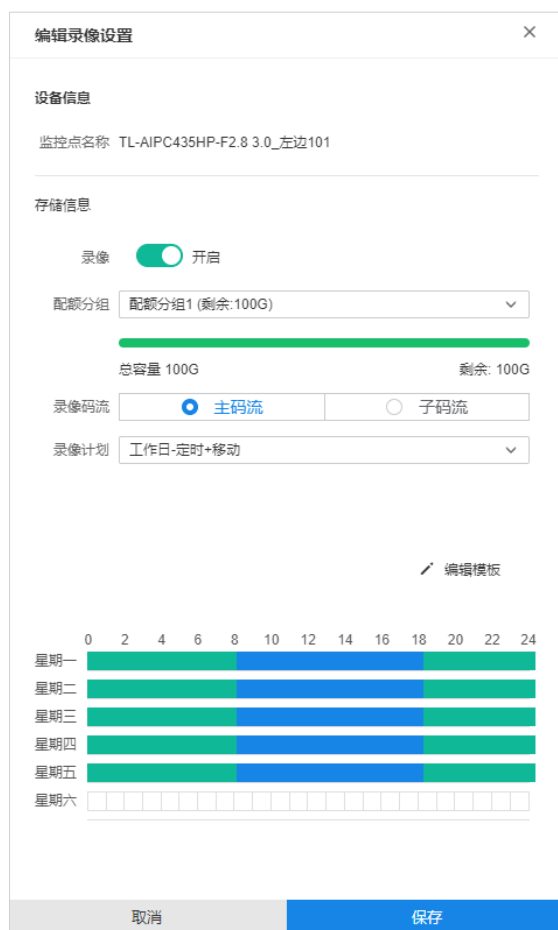 编辑录像设置
设备信息
监控点名称 TL-AIPC435HP-F2.8 3.0_左边101
存储信息
录像 开启
配额分组 配额分组1 (剩余:100G)
总容量 100G 剩余: 100G
录像码流 主码流 子码流
录像计划 工作日-定时+移动
编辑模板
0 2 4 6 8 10 12 14 16 18 20 22 24
星期一
星期二
星期三
星期四
星期五
星期六
取消 保存